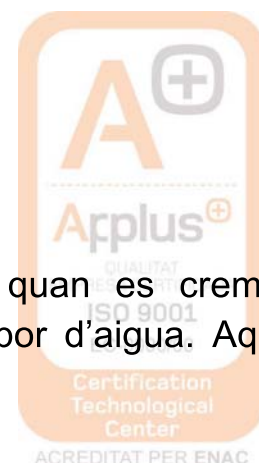 A+
Applus+
QUALITAT
quan es crem
ISO 9001
por d'aigua. Aq
Certification
Technological
Center
ACREDITAT PER ENAC